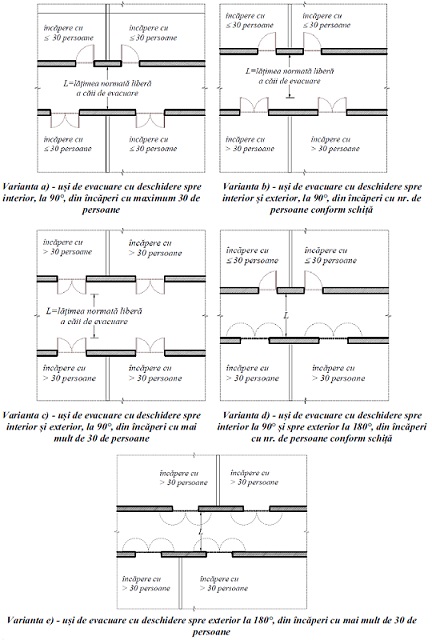 încăpere cu
≤ 30 persoane
încăpere cu
≤ 30 persoane
L=lățimea normată liberă
a căii de evacuare
încăpere cu
≤30 persoane
încăpere cu
≤30 persoane
Varianta a) - uși de evacuare cu deschidere spre
interior, la 90°, din încăperi cu maximum 30 de
persoane
încăpere cu
≤ 30 persoane
încăpere cu
≤ 30 persoane
L=lățimea normată liberă
a căii de evacuare
încăpere cu
> 30 persoane
încăpere cu
> 30 persoane
Varianta b) - uși de evacuare cu deschidere spre
interior și exterior, la 90°, din încăperi cu nr. de
persoane conform schiță
încăpere cu
> 30 persoane
încăpere cu
> 30 persoane
L=lățimea normată liberă
a căii de evacuare
încăpere cu
> 30 persoane
încăpere cu
> 30 persoane
Varianta c) - uși de evacuare cu deschidere spre
interior și exterior, la 90°, din încăperi cu mai
mult de 30 de persoane
încăpere cu
≤ 30 persoane
încăpere cu
≤ 30 persoane
L
încăpere cu
> 30 persoane
încăpere cu
> 30 persoane
Varianta d) - uși de evacuare cu deschidere spre
interior la 90° și spre exterior la 180°, din încăperi
cu nr. de persoane conform schiță
încăpere cu
> 30 persoane
încăpere cu
> 30 persoane
L
încăpere cu
> 30 persoane
încăpere cu
> 30 persoane
Varianta e) - uși de evacuare cu deschidere spre exterior la 180°, din încăperi cu mai mult de 30 de
persoane